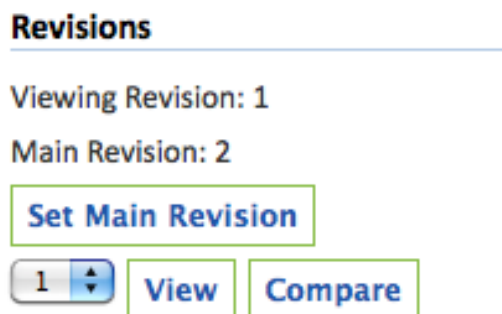 Revisions
Viewing Revision: 1
Main Revision: 2
Set Main Revision
1 View Compare